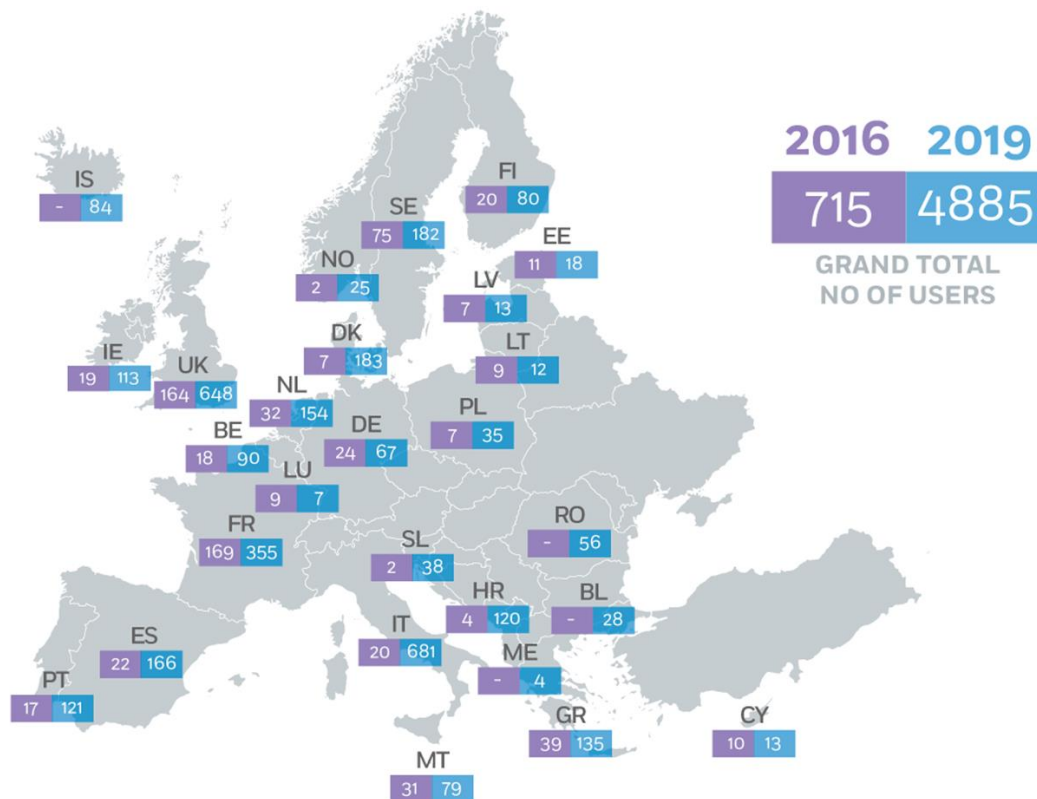 2016 2019
715 4885
GRAND TOTAL
NO OF USERS
IS
- 84
FI
20 80
SE
75 182
EE
11 18
NO
2 25
LV
7 13
DK
7 183
LT
9 12
IE
19 113
UK
164 648
NL
32 154
PL
7 35
DE
24 67
BE
18 90
LU
9 7
FR
169 355
RO
- 56
SL
2 38
HR
4 120
BL
- 28
IT
20 681
ES
22 166
ME
- 4
PT
17 121
GR
39 135
CY
10 13
MT
31 79